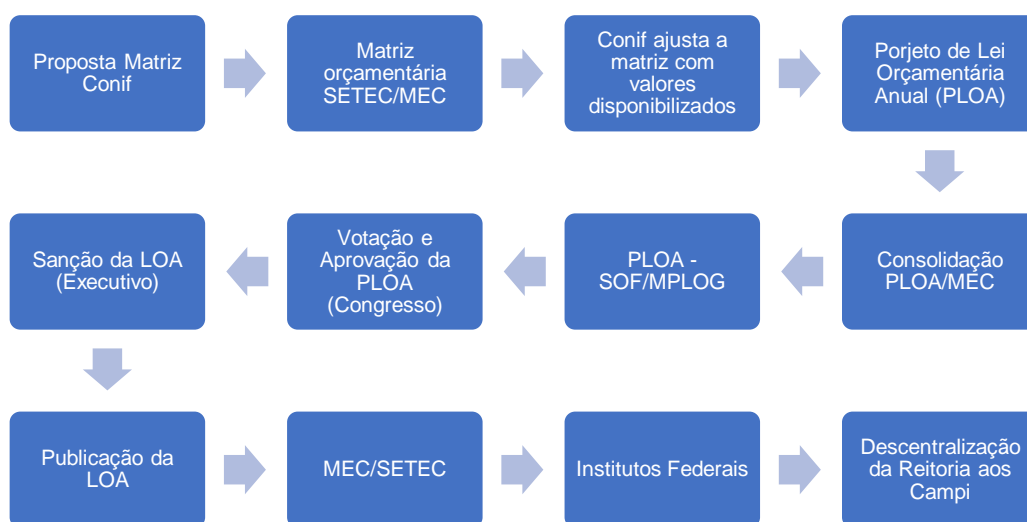 Proposta Matriz
Conif
Matriz
orçamentária
SETEC/MEC
Conif ajusta a
matriz com
valores
disponibilizados
Porjeto de Lei
Orçamentária
Anual (PLOA)
Consolidação
PLOA/MEC
PLOA -
SOF/MPLOG
Votação e
Aprovação da
PLOA
(Congresso)
Sanção da LOA
(Executivo)
Publicação da
LOA
MEC/SETEC
Institutos Federais
Descentralização
da Reitoria aos
Campi